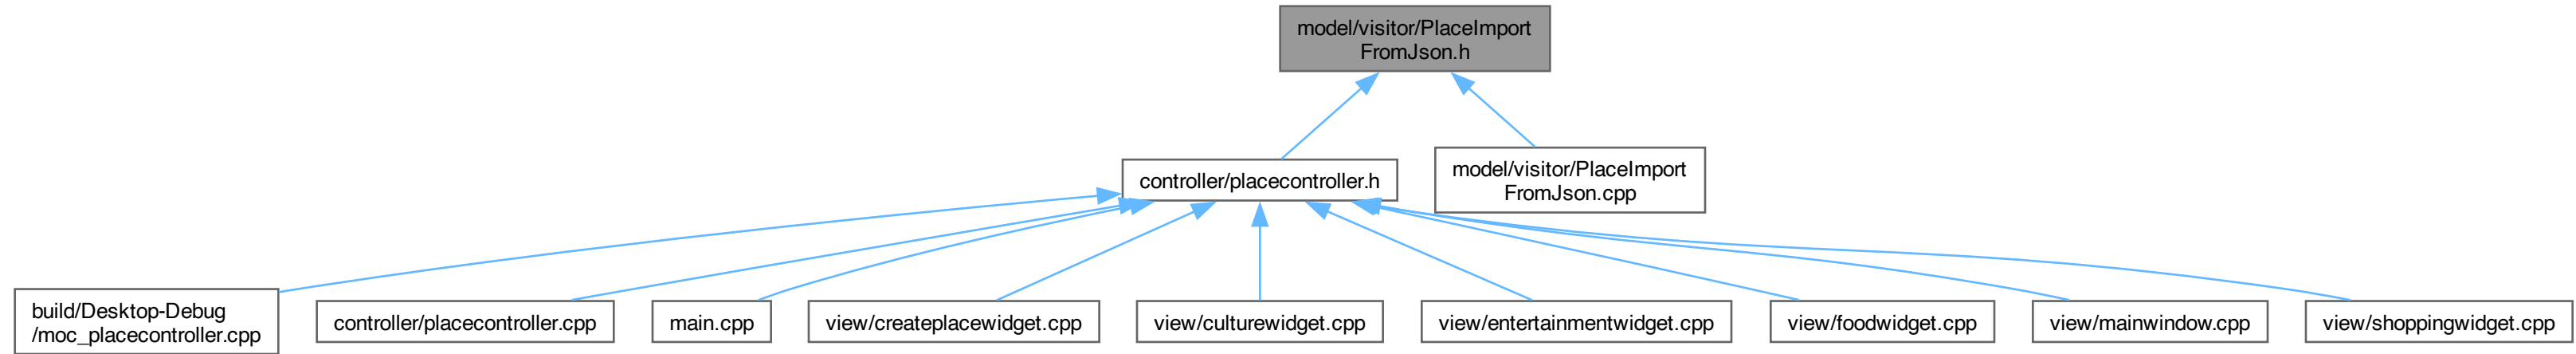 model/visitor/PlaceImport
FromJson.h
controller/placecontroller.h
model/visitor/PlaceImport
FromJson.cpp
build/Desktop-Debug
/moc_placecontroller.cpp
controller/placecontroller.cpp
main.cpp
view/createplacewidget.cpp
view/culturewidget.cpp
view/entertainmentwidget.cpp
view/foodwidget.cpp
view/mainwindow.cpp
view/shoppingwidget.cpp